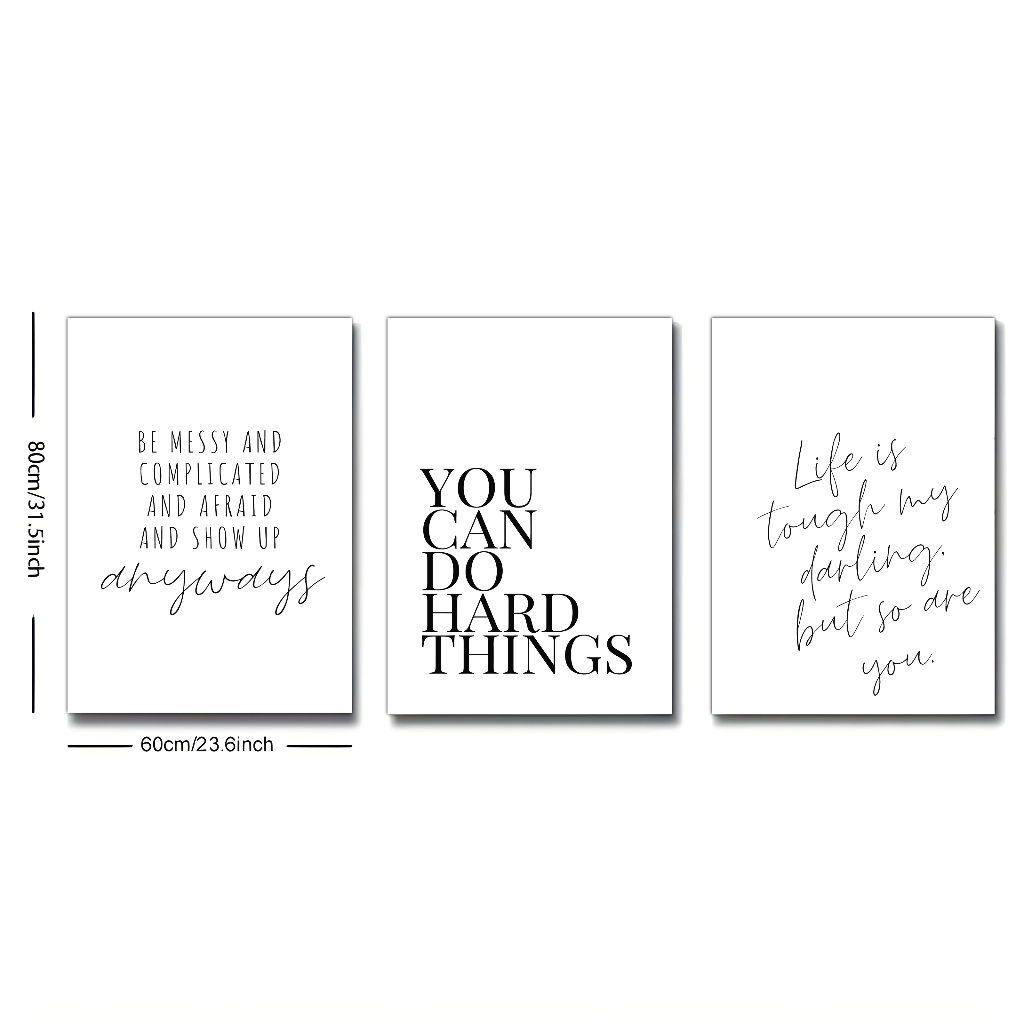 80cm/31.5inch
BE MESSY AND
COMPLICATED
AND AFRAID
AND SHOW UP
anyways
60cm/23.6inch
YOU
CAN
DO
HARD
THINGS
Life is
tough my
darling.
but so are
you.